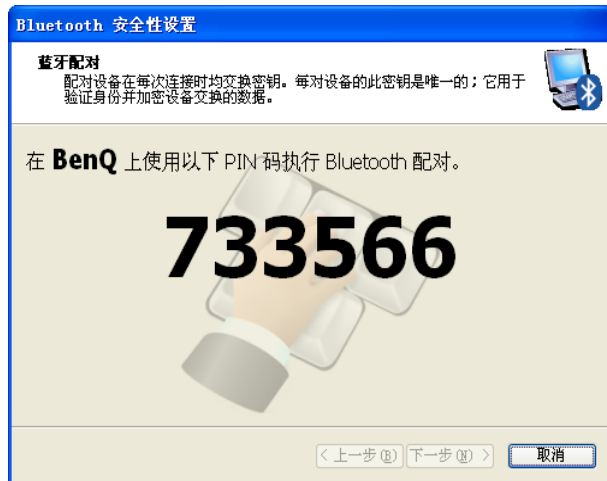 Bluetooth 安全性设置
蓝牙配对
配对设备在每次连接时均交换密钥。每对设备的此密钥是唯一的；它用于
验证身份并加密设备交换的数据。
在 BenQ 上使用以下 PIN 码执行 Bluetooth 配对。
733566
< 上一步(B) 下一步(N) > 取消